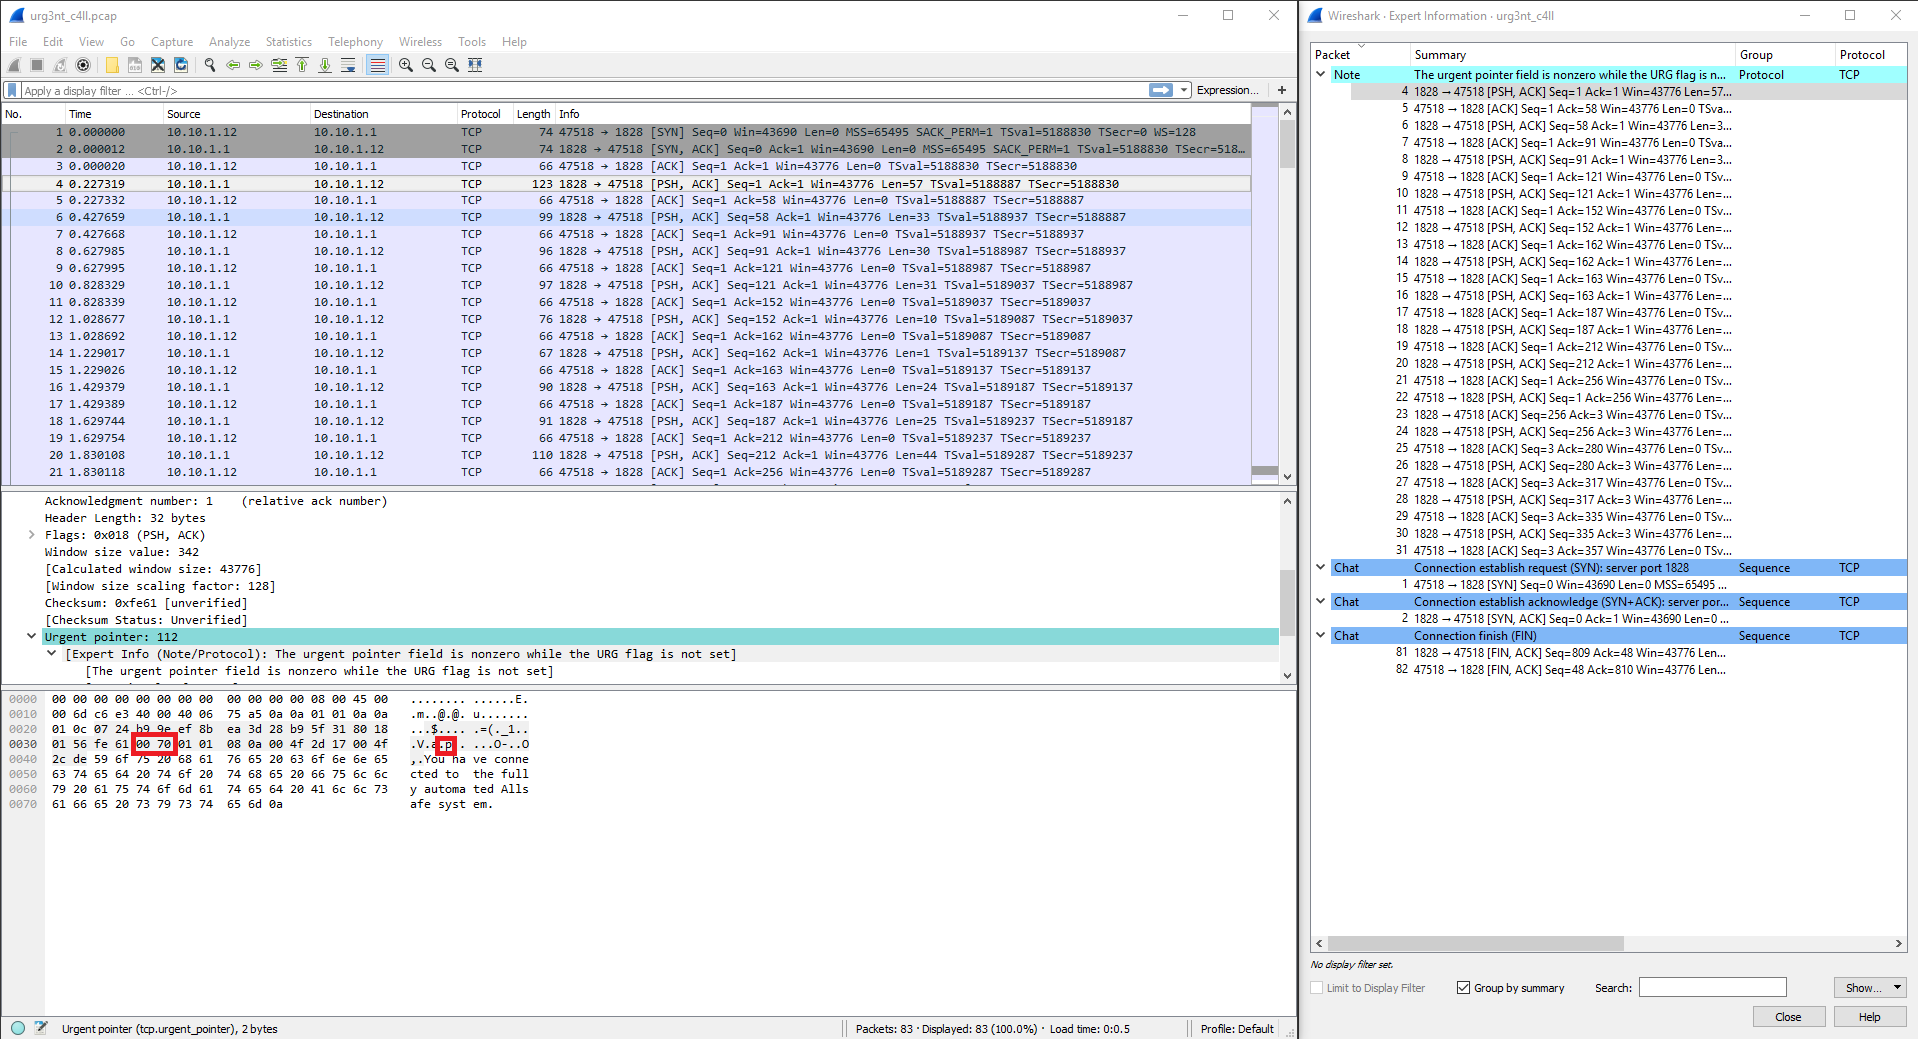 urg3nt_c4ll.pcap
File Edit View Go Capture Analyze Statistics Telephony Wireless Tools Help
Apply a display filter ... <Ctrl-/>
Expression... +
No. Time Source Destination Protocol Length Info
1 0.000000 10.10.1.12 10.10.1.1 TCP 74 47518 → 1828 [SYN] Seq=0 Win=43690 Len=0 MSS=65495 SACK_PERM=1 TSval=5188830 TSecr=0 WS=128
2 0.000012 10.10.1.1 10.10.1.12 TCP 74 1828 → 47518 [SYN, ACK] Seq=0 Ack=1 Win=43690 Len=0 MSS=65495 SACK_PERM=1 TSval=5188830 TSecr=518...
3 0.000020 10.10.1.12 10.10.1.1 TCP 66 47518 → 1828 [ACK] Seq=1 Ack=1 Win=43776 Len=0 TSval=5188830 TSecr=5188830
4 0.227319 10.10.1.1 10.10.1.12 TCP 123 1828 → 47518 [PSH, ACK] Seq=1 Ack=1 Win=43776 Len=57 TSval=5188887 TSecr=5188830
5 0.227332 10.10.1.12 10.10.1.1 TCP 66 47518 → 1828 [ACK] Seq=1 Ack=58 Win=43776 Len=0 TSval=5188887 TSecr=5188887
6 0.427659 10.10.1.1 10.10.1.12 TCP 99 1828 → 47518 [PSH, ACK] Seq=58 Ack=1 Win=43776 Len=33 TSval=5188937 TSecr=5188887
7 0.427668 10.10.1.12 10.10.1.1 TCP 66 47518 → 1828 [ACK] Seq=1 Ack=91 Win=43776 Len=0 TSval=5188937 TSecr=5188937
8 0.627985 10.10.1.1 10.10.1.12 TCP 96 1828 → 47518 [PSH, ACK] Seq=91 Ack=1 Win=43776 Len=30 TSval=5188987 TSecr=5188937
9 0.627995 10.10.1.12 10.10.1.1 TCP 66 47518 → 1828 [ACK] Seq=1 Ack=121 Win=43776 Len=0 TSval=5188987 TSecr=5188987
10 0.828329 10.10.1.1 10.10.1.12 TCP 97 1828 → 47518 [PSH, ACK] Seq=121 Ack=1 Win=43776 Len=31 TSval=5189037 TSecr=5188987
11 0.828339 10.10.1.12 10.10.1.1 TCP 66 47518 → 1828 [ACK] Seq=1 Ack=152 Win=43776 Len=0 TSval=5189037 TSecr=5189037
12 1.028677 10.10.1.1 10.10.1.12 TCP 76 1828 → 47518 [PSH, ACK] Seq=152 Ack=1 Win=43776 Len=10 TSval=5189087 TSecr=5189037
13 1.028692 10.10.1.12 10.10.1.1 TCP 66 47518 → 1828 [ACK] Seq=1 Ack=162 Win=43776 Len=0 TSval=5189087 TSecr=5189087
14 1.229017 10.10.1.1 10.10.1.12 TCP 67 1828 → 47518 [PSH, ACK] Seq=162 Ack=1 Win=43776 Len=1 TSval=5189137 TSecr=5189087
15 1.229026 10.10.1.12 10.10.1.1 TCP 66 47518 → 1828 [ACK] Seq=1 Ack=163 Win=43776 Len=0 TSval=5189137 TSecr=5189137
16 1.429379 10.10.1.1 10.10.1.12 TCP 90 1828 → 47518 [PSH, ACK] Seq=163 Ack=1 Win=43776 Len=24 TSval=5189187 TSecr=5189137
17 1.429389 10.10.1.12 10.10.1.1 TCP 66 47518 → 1828 [ACK] Seq=1 Ack=187 Win=43776 Len=0 TSval=5189187 TSecr=5189187
18 1.629744 10.10.1.1 10.10.1.12 TCP 91 1828 → 47518 [PSH, ACK] Seq=187 Ack=1 Win=43776 Len=25 TSval=5189237 TSecr=5189187
19 1.629754 10.10.1.12 10.10.1.1 TCP 66 47518 → 1828 [ACK] Seq=1 Ack=212 Win=43776 Len=0 TSval=5189237 TSecr=5189237
20 1.830108 10.10.1.1 10.10.1.12 TCP 110 1828 → 47518 [PSH, ACK] Seq=212 Ack=1 Win=43776 Len=44 TSval=5189287 TSecr=5189237
21 1.830118 10.10.1.12 10.10.1.1 TCP 66 47518 → 1828 [ACK] Seq=1 Ack=256 Win=43776 Len=0 TSval=5189287 TSecr=5189287
Acknowledgment number: 1 (relative ack number)
Header Length: 32 bytes
Flags: 0x018 (PSH, ACK)
Window size value: 342
[Calculated window size: 43776]
[Window size scaling factor: 128]
Checksum: 0xfe61 [unverified]
[Checksum Status: Unverified]
Urgent pointer: 112
[Expert Info (Note/Protocol): The urgent pointer field is nonzero while the URG flag is not set]
[The urgent pointer field is nonzero while the URG flag is not set]
0000 00 00 00 00 00 00 00 00 00 00 00 00 08 00 45 00 ........ ......E.
0010 00 6d c6 e3 40 00 40 06 75 a5 0a 0a 01 01 0a 0a .m..@.@. u.......
0020 01 0c 07 24 b9 9e ef 8b ea 3d 28 b9 5f 31 80 18 ...$.... .=(._1..
0030 01 56 fe 61 00 70 01 01 08 0a 00 4f 2d 17 00 4f .V.a.p.. ...O-..O
0040 2c de 59 6f 75 20 68 61 76 65 20 63 6f 6e 6e 65 ,.You ha ve conne
0050 63 74 65 64 20 74 6f 20 74 68 65 20 66 75 6c 6c cted to  the full
0060 79 20 61 75 74 6f 6d 61 74 65 64 20 41 6c 6c 73 y automa ted Alls
0070 61 66 65 20 73 79 73 74 65 6d 0a afe syst em.
Urgent pointer (tcp.urgent_pointer), 2 bytes
Packets: 83 · Displayed: 83 (100.0%) · Load time: 0:0.5
Profile: Default
Wireshark · Expert Information · urg3nt_c4ll
Packet Summary Group Protocol
Note The urgent pointer field is nonzero while the URG flag is n... Protocol TCP
4 1828 → 47518 [PSH, ACK] Seq=1 Ack=1 Win=43776 Len=57...
5 47518 → 1828 [ACK] Seq=1 Ack=58 Win=43776 Len=0 TSva...
6 1828 → 47518 [PSH, ACK] Seq=58 Ack=1 Win=43776 Len=3...
7 47518 → 1828 [ACK] Seq=1 Ack=91 Win=43776 Len=0 TSva...
8 1828 → 47518 [PSH, ACK] Seq=91 Ack=1 Win=43776 Len=3...
9 47518 → 1828 [ACK] Seq=1 Ack=121 Win=43776 Len=0 TSv...
10 1828 → 47518 [PSH, ACK] Seq=121 Ack=1 Win=43776 Len=...
11 47518 → 1828 [ACK] Seq=1 Ack=152 Win=43776 Len=0 TSv...
12 1828 → 47518 [PSH, ACK] Seq=152 Ack=1 Win=43776 Len=...
13 47518 → 1828 [ACK] Seq=1 Ack=162 Win=43776 Len=0 TSv...
14 1828 → 47518 [PSH, ACK] Seq=162 Ack=1 Win=43776 Len=...
15 47518 → 1828 [ACK] Seq=1 Ack=163 Win=43776 Len=0 TSv...
16 1828 → 47518 [PSH, ACK] Seq=163 Ack=1 Win=43776 Len=...
17 47518 → 1828 [ACK] Seq=1 Ack=187 Win=43776 Len=0 TSv...
18 1828 → 47518 [PSH, ACK] Seq=187 Ack=1 Win=43776 Len=...
19 47518 → 1828 [ACK] Seq=1 Ack=212 Win=43776 Len=0 TSv...
20 1828 → 47518 [PSH, ACK] Seq=212 Ack=1 Win=43776 Len=...
21 47518 → 1828 [ACK] Seq=1 Ack=256 Win=43776 Len=0 TSv...
22 47518 → 1828 [PSH, ACK] Seq=1 Ack=256 Win=43776 Len=...
23 1828 → 47518 [ACK] Seq=256 Ack=3 Win=43776 Len=0 TSv...
24 1828 → 47518 [PSH, ACK] Seq=256 Ack=3 Win=43776 Len=...
25 47518 → 1828 [ACK] Seq=3 Ack=280 Win=43776 Len=0 TSv...
26 1828 → 47518 [PSH, ACK] Seq=280 Ack=3 Win=43776 Len=...
27 47518 → 1828 [ACK] Seq=3 Ack=317 Win=43776 Len=0 TSv...
28 1828 → 47518 [PSH, ACK] Seq=317 Ack=3 Win=43776 Len=...
29 47518 → 1828 [ACK] Seq=3 Ack=335 Win=43776 Len=0 TSv...
30 1828 → 47518 [PSH, ACK] Seq=335 Ack=3 Win=43776 Len=...
31 47518 → 1828 [ACK] Seq=3 Ack=357 Win=43776 Len=0 TSv...
Chat Connection establish request (SYN): server port 1828 Sequence TCP
1 47518 → 1828 [SYN] Seq=0 Win=43690 Len=0 MSS=65495 ...
Chat Connection establish acknowledge (SYN+ACK): server por... Sequence TCP
2 1828 → 47518 [SYN, ACK] Seq=0 Ack=1 Win=43690 Len=0 ...
Chat Connection finish (FIN) Sequence TCP
81 1828 → 47518 [FIN, ACK] Seq=809 Ack=48 Win=43776 Len...
82 47518 → 1828 [FIN, ACK] Seq=48 Ack=810 Win=43776 Len...
No display filter set.
Limit to Display Filter Group by summary Search: Show...
Close Help